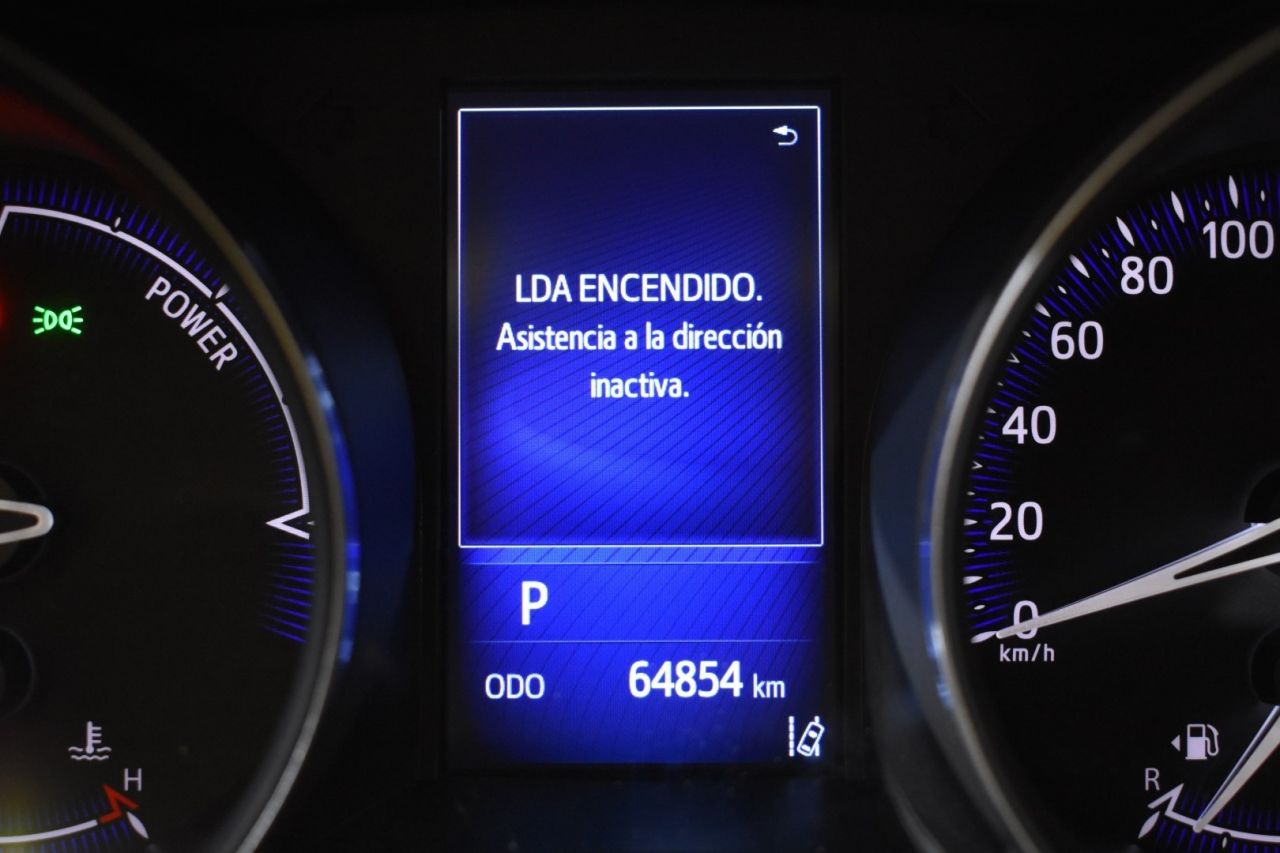 LDA ENCENDIDO.
Asistencia a la dirección
inactiva.
P
ODO 64854 km
POWER
H
100
80
60
40
20
0
km/h
R